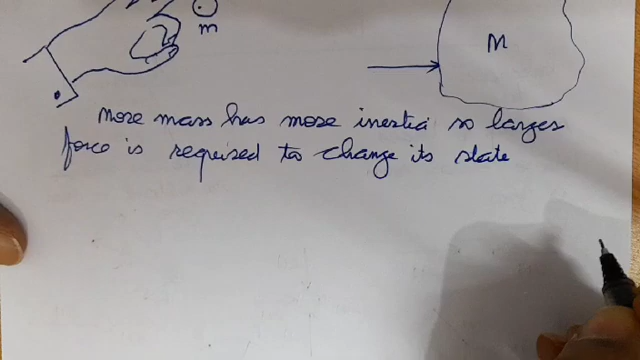 m
M
More mass has more inertia so larger
force is required to change its state